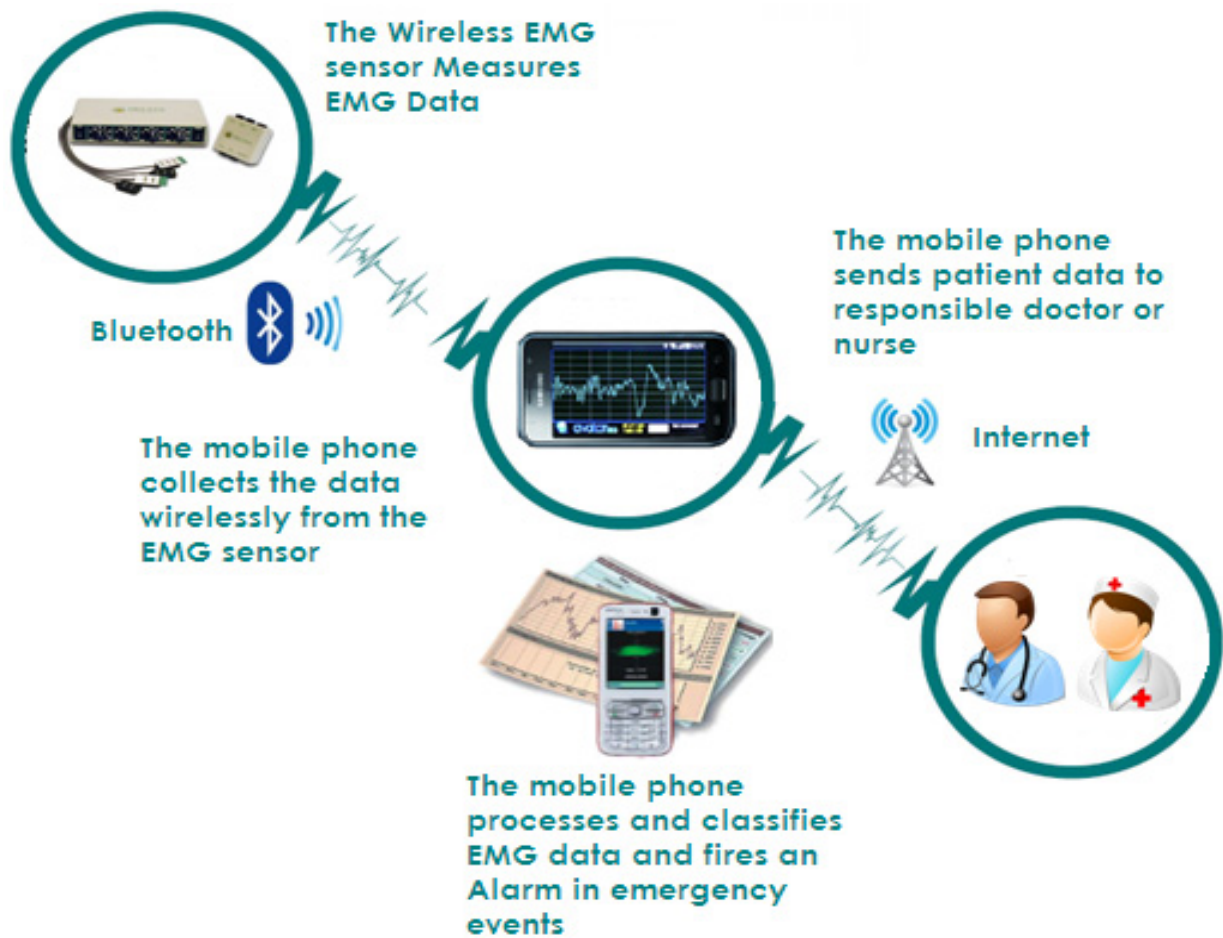 The Wireless EMG
sensor Measures
EMG Data
Bluetooth
The mobile phone
collects the data
wirelessly from the
EMG sensor
The mobile phone
sends patient data to
responsible doctor or
nurse
Internet
SAMSUNG
The mobile phone
processes and classifies
EMG data and fires an
Alarm in emergency
events